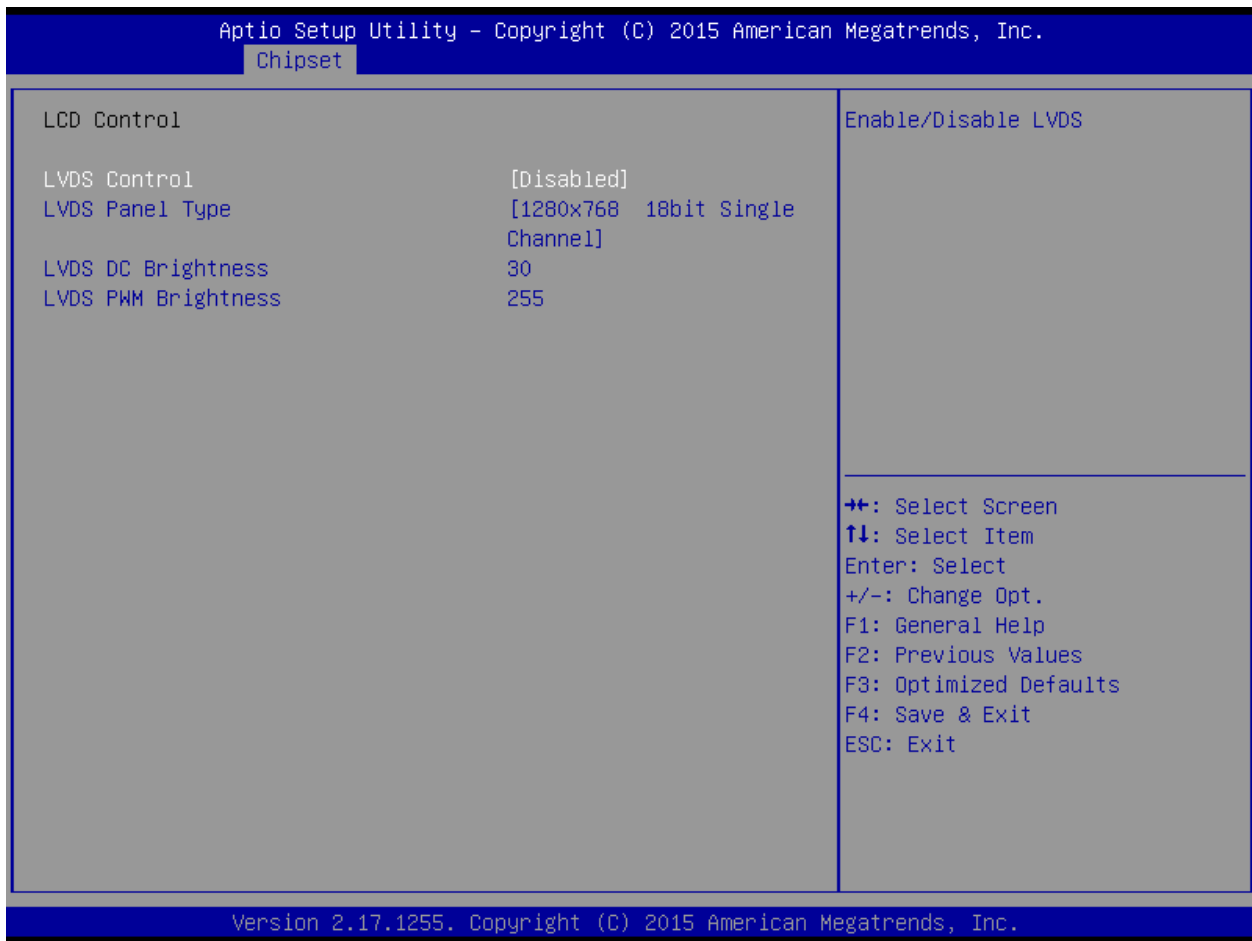 Aptio Setup Utility – Copyright (C) 2015 American Megatrends, Inc.
Chipset
LCD Control
LVDS Control [Disabled]
LVDS Panel Type [1280x768 18bit Single
Channel]
LVDS DC Brightness 30
LVDS PWM Brightness 255
Enable/Disable LVDS
→←: Select Screen
↑↓: Select Item
Enter: Select
+/-: Change Opt.
F1: General Help
F2: Previous Values
F3: Optimized Defaults
F4: Save & Exit
ESC: Exit
Version 2.17.1255. Copyright (C) 2015 American Megatrends, Inc.